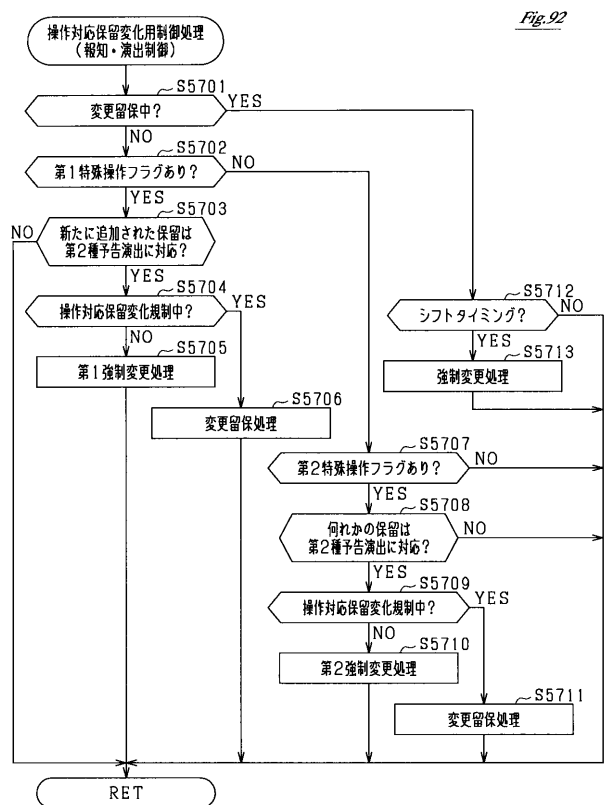 Fig.92
操作対応保留変化用制御処理
(報知・演出制御)
S5701
変更留保中?
YES
NO
S5702
第1特殊操作フラグあり?
NO
YES
S5703
NO
新たに追加された保留は
第2種予告演出に対応?
YES
S5704
操作対応保留変化規制中?
YES
NO
S5705
第1強制変更処理
S5706
変更留保処理
S5712
シフトタイミング?
NO
YES
S5713
強制変更処理
S5707
第2特殊操作フラグあり?
NO
YES
S5708
何れかの保留は
第2種予告演出に対応?
NO
YES
S5709
操作対応保留変化規制中?
YES
NO
S5710
第2強制変更処理
S5711
変更留保処理
RET